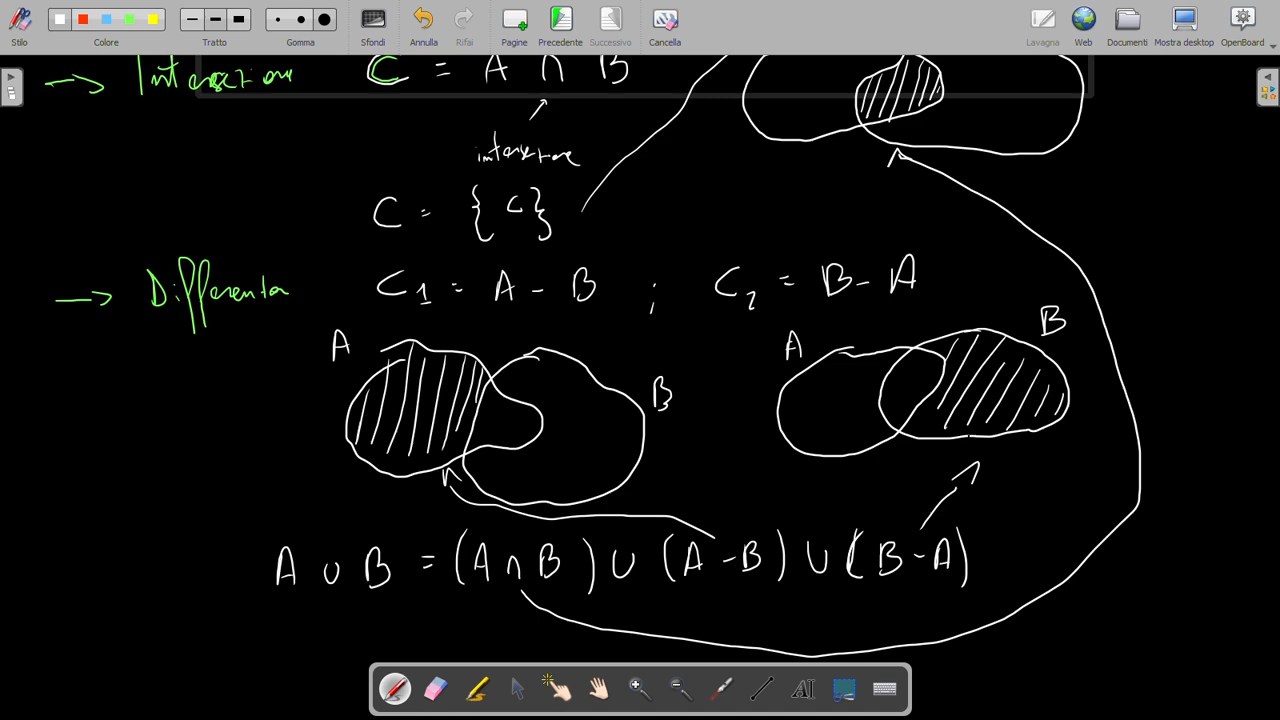 Stilo Colore Tratto Gomma Sfondi Annulla Rifai Pagine Precedente Successivo Cancella Lavagna Web Documenti Mostra desktop OpenBoard
→ Intersezione C = A ∩ B
intersezione
C = { C }
→ Differenza C1 = A - B ; C2 = B - A
A B A B
A ∪ B = (A ∩ B) ∪ (A - B) ∪ (B - A)
AI